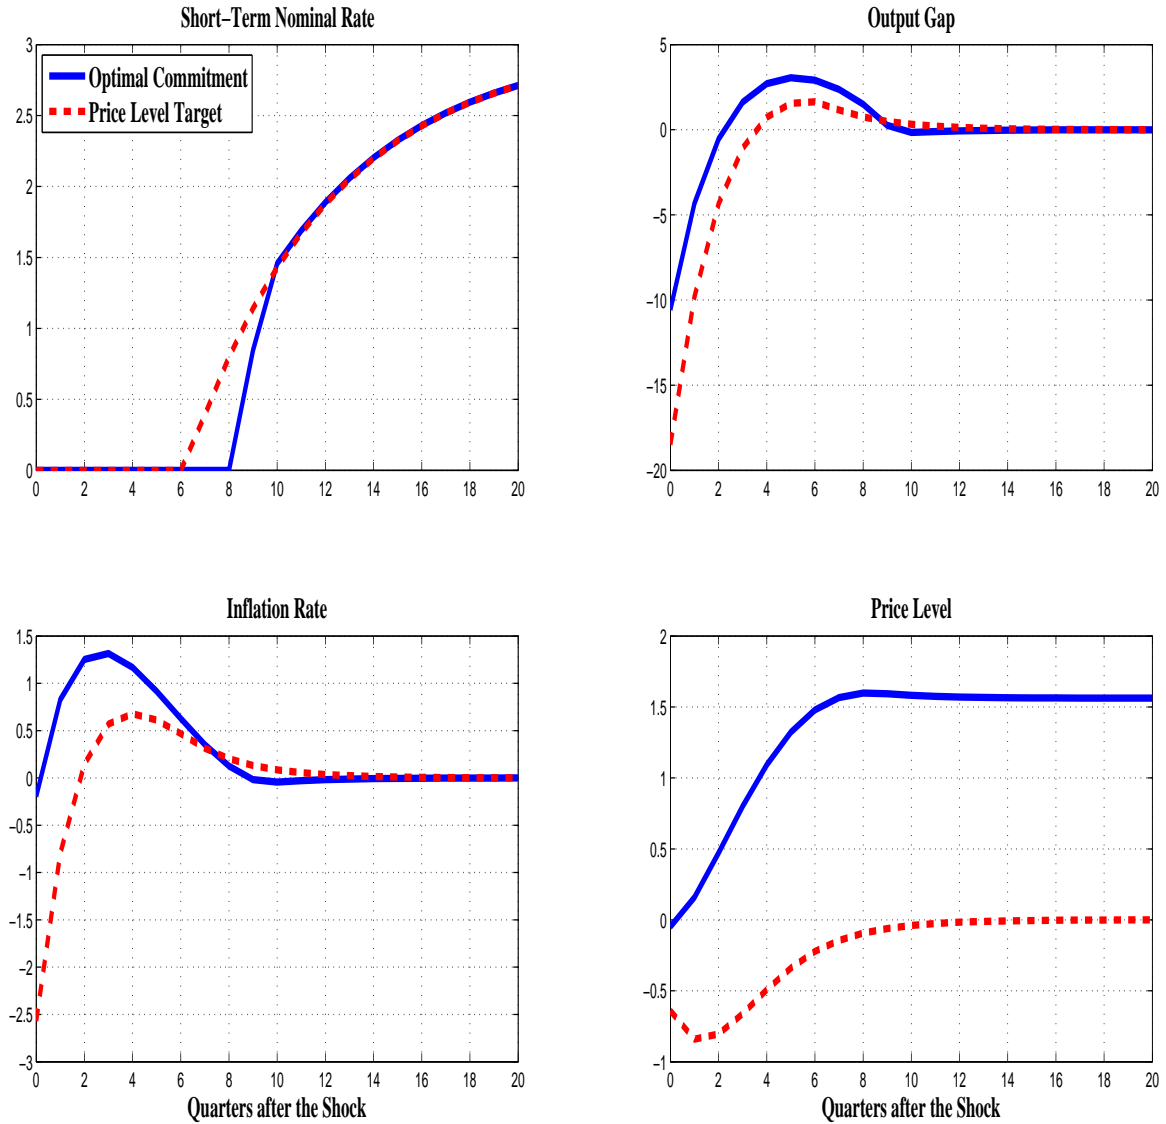 Short-Term Nominal Rate
3
2.5
2
1.5
1
0.5
0
0 2 4 6 8 10 12 14 16 18 20
Optimal Commitment
Price Level Target
Output Gap
5
0
-5
-10
-15
-20
0 2 4 6 8 10 12 14 16 18 20
Inflation Rate
1.5
1
0.5
0
-0.5
-1
-1.5
-2
-2.5
-3
0 2 4 6 8 10 12 14 16 18 20
Quarters after the Shock
Price Level
2
1.5
1
0.5
0
-0.5
-1
0 2 4 6 8 10 12 14 16 18 20
Quarters after the Shock